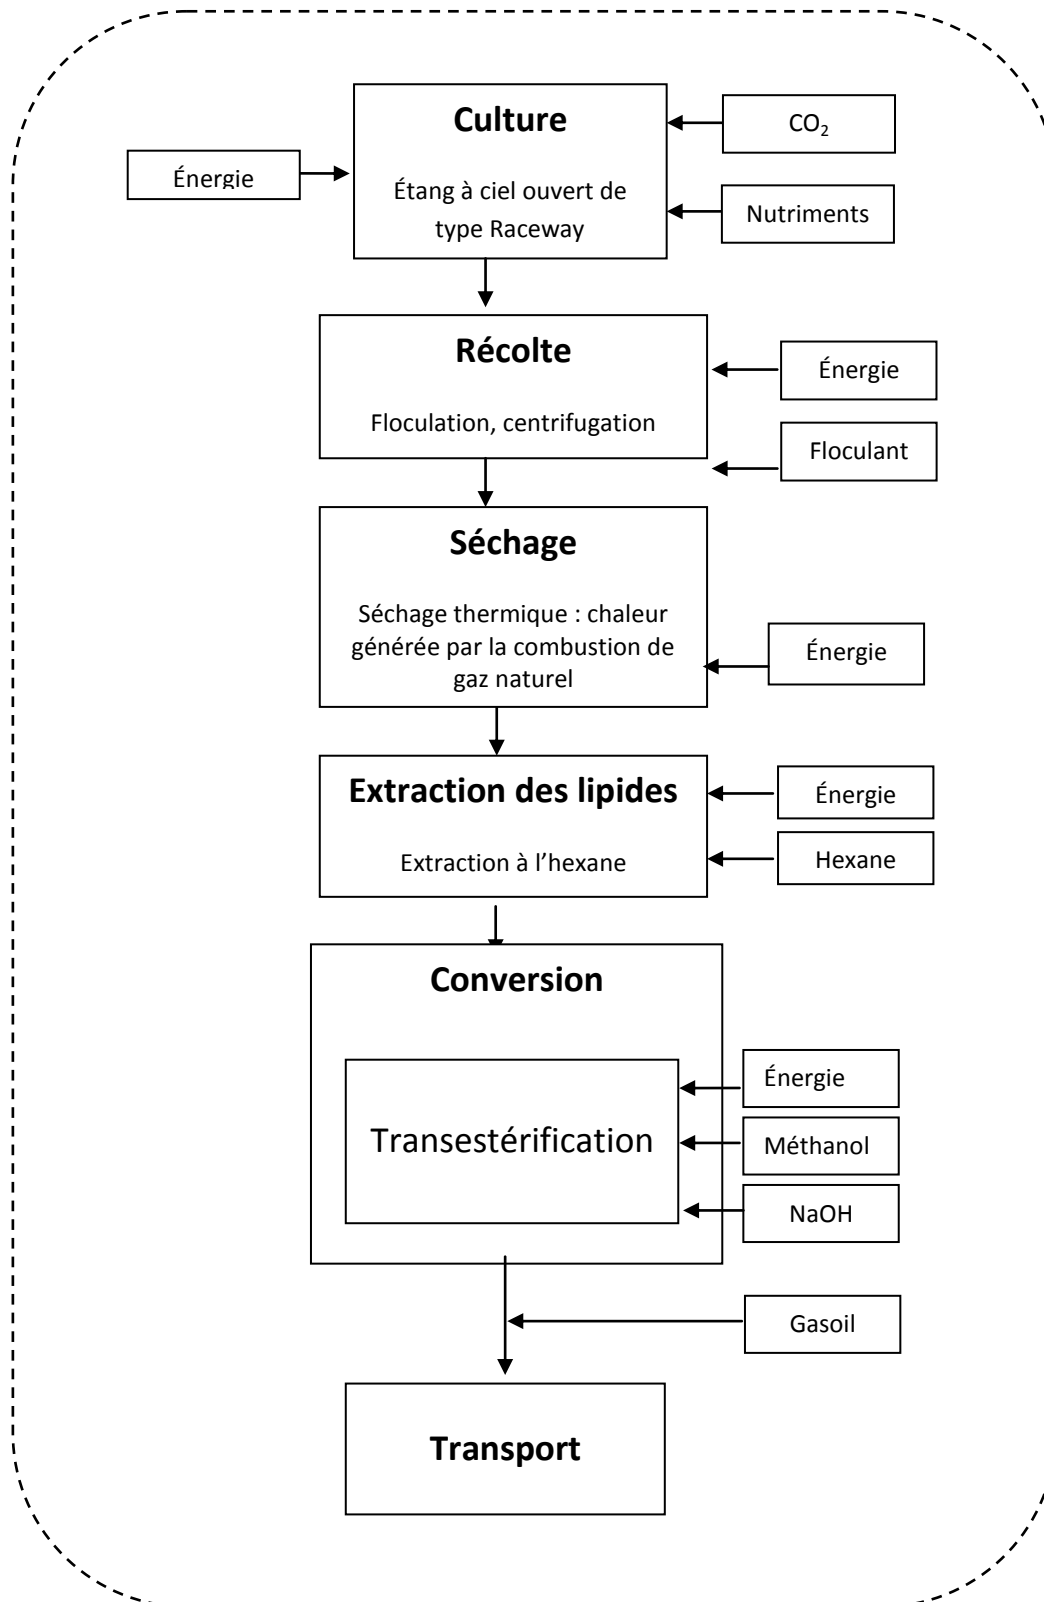 Culture
CO₂
Énergie
Étang à ciel ouvert de
type Raceway
Nutriments
Récolte
Énergie
Floculation, centrifugation
Floculant
Séchage
Séchage thermique : chaleur
générée par la combustion de
gaz naturel
Énergie
Extraction des lipides
Énergie
Extraction à l’hexane
Hexane
Conversion
Énergie
Transestérification
Méthanol
NaOH
Gasoil
Transport